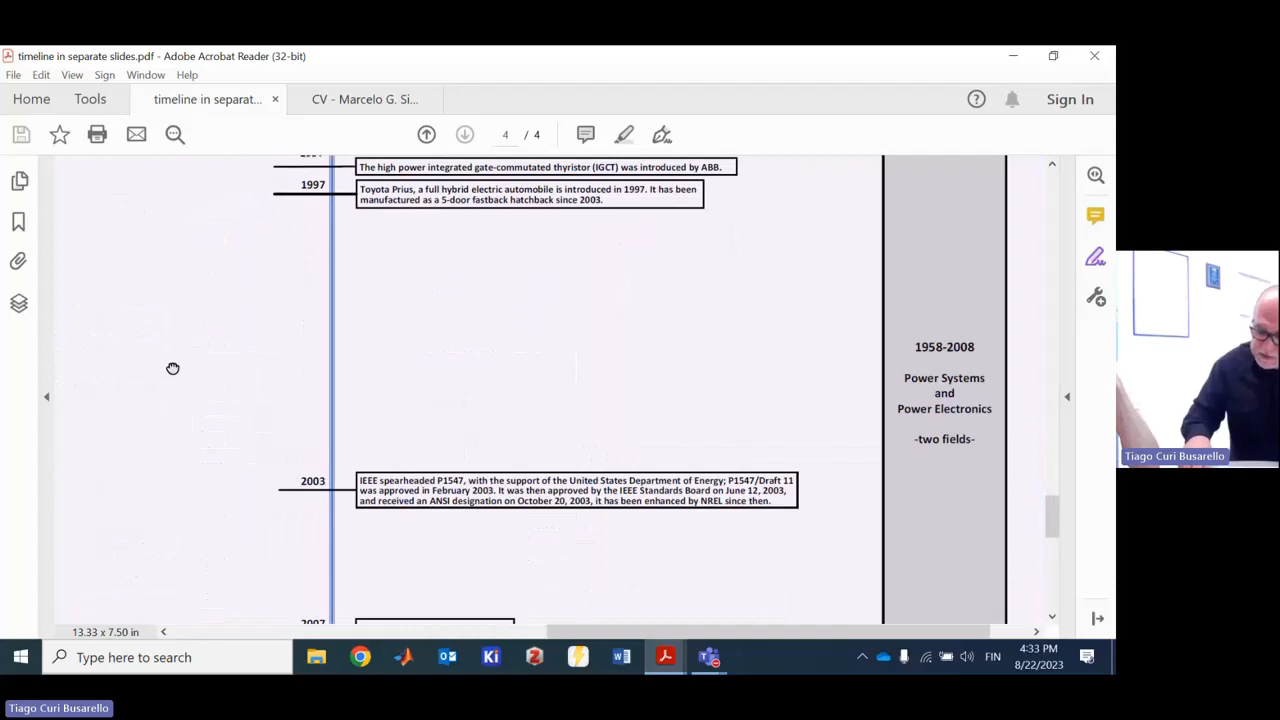 timeline in separate slides.pdf - Adobe Acrobat Reader (32-bit)
File Edit View Sign Window Help
Home Tools timeline in separat... × CV - Marcelo G. Si... Sign In
4 / 4
The high power integrated gate-commutated thyristor (IGCT) was introduced by ABB.
1997
Toyota Prius, a full hybrid electric automobile is introduced in 1997. It has been
manufactured as a 5-door fastback hatchback since 2003.
1958-2008
Power Systems
and
Power Electronics
-two fields-
2003
IEEE spearheaded P1547, with the support of the United States Department of Energy; P1547/Draft 11
was approved in February 2003. It was then approved by the IEEE Standards Board on June 12, 2003,
and received an ANSI designation on October 20, 2003, it has been enhanced by NREL since then.
2007
Tiago Curi Busarello
13.33 x 7.50 in
Type here to search
Ki
FIN
4:33 PM
8/22/2023
Tiago Curi Busarello